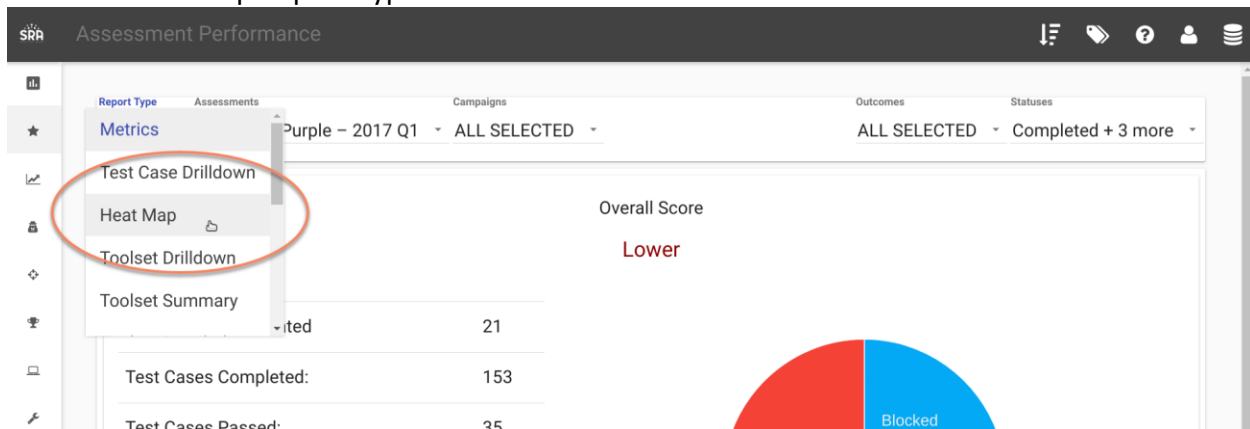 SRA Assessment Performance
Report Type Assessments Campaigns Outcomes Statuses
Metrics Purple – 2017 Q1 ALL SELECTED ALL SELECTED Completed + 3 more
Test Case Drilldown
Heat Map
Toolset Drilldown
Toolset Summary
Overall Score
Lower
ted 21
Test Cases Completed: 153
Test Cases Passed: 35
Blocked